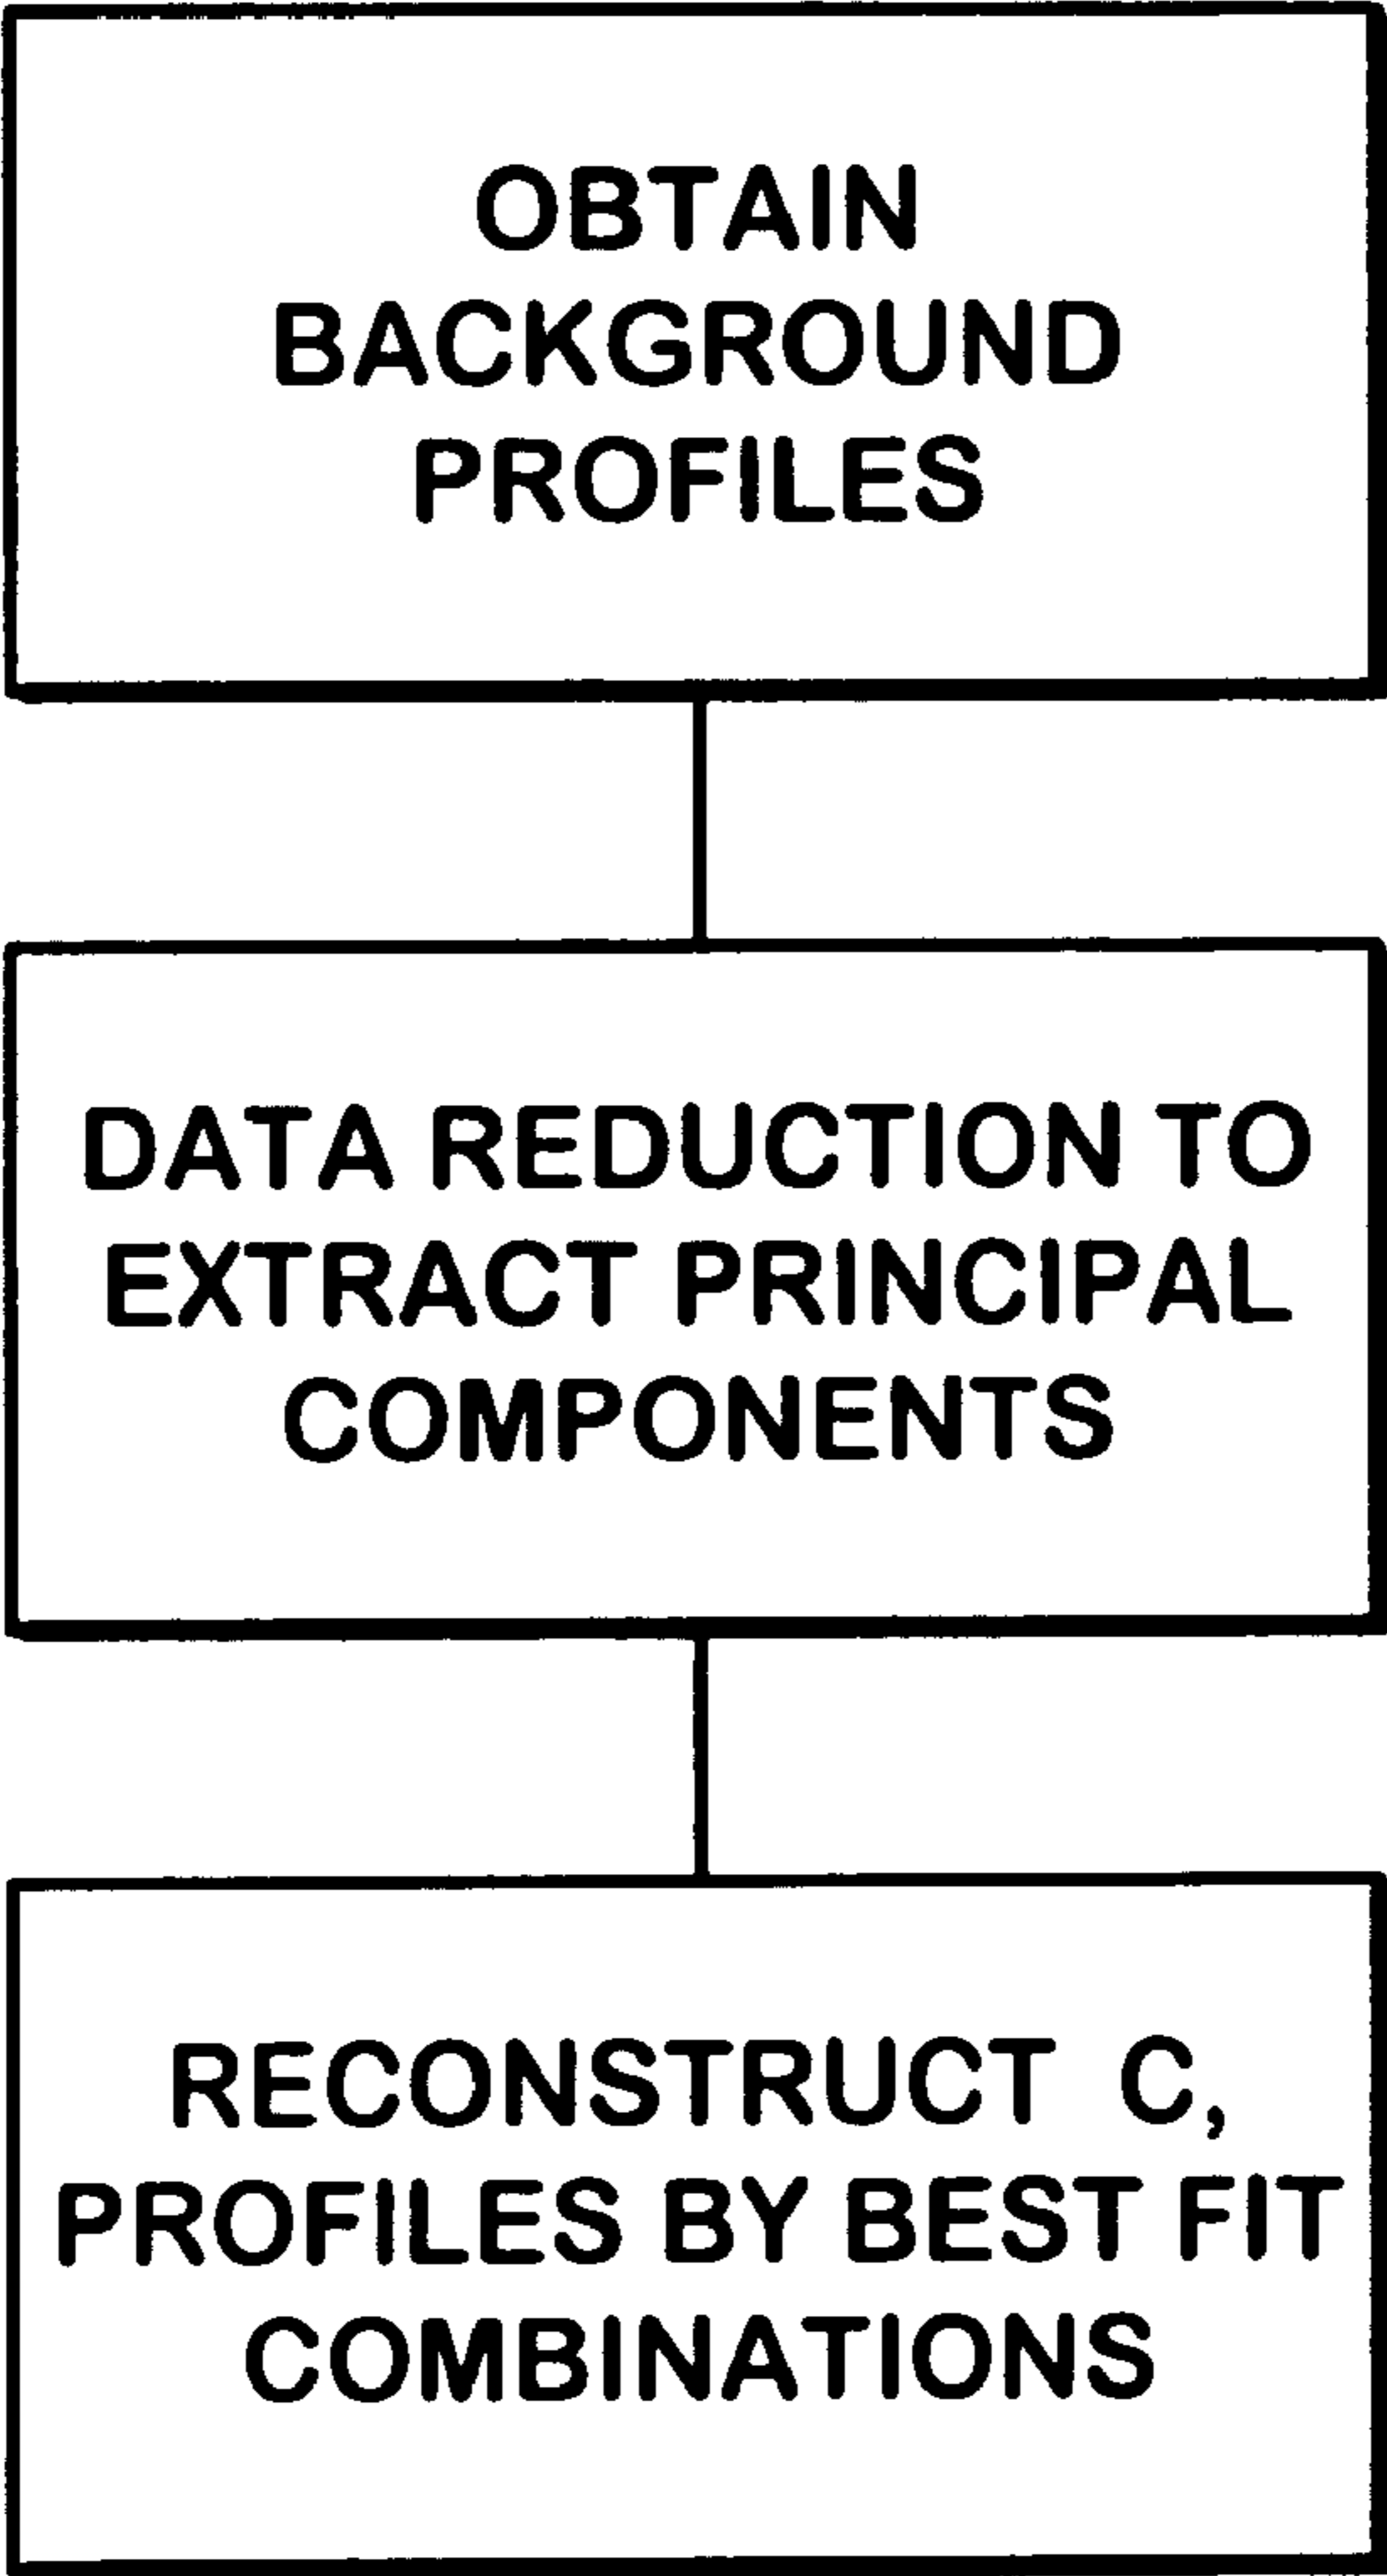 OBTAIN
BACKGROUND
PROFILES
DATA REDUCTION TO
EXTRACT PRINCIPAL
COMPONENTS
RECONSTRUCT C,
PROFILES BY BEST FIT
COMBINATIONS